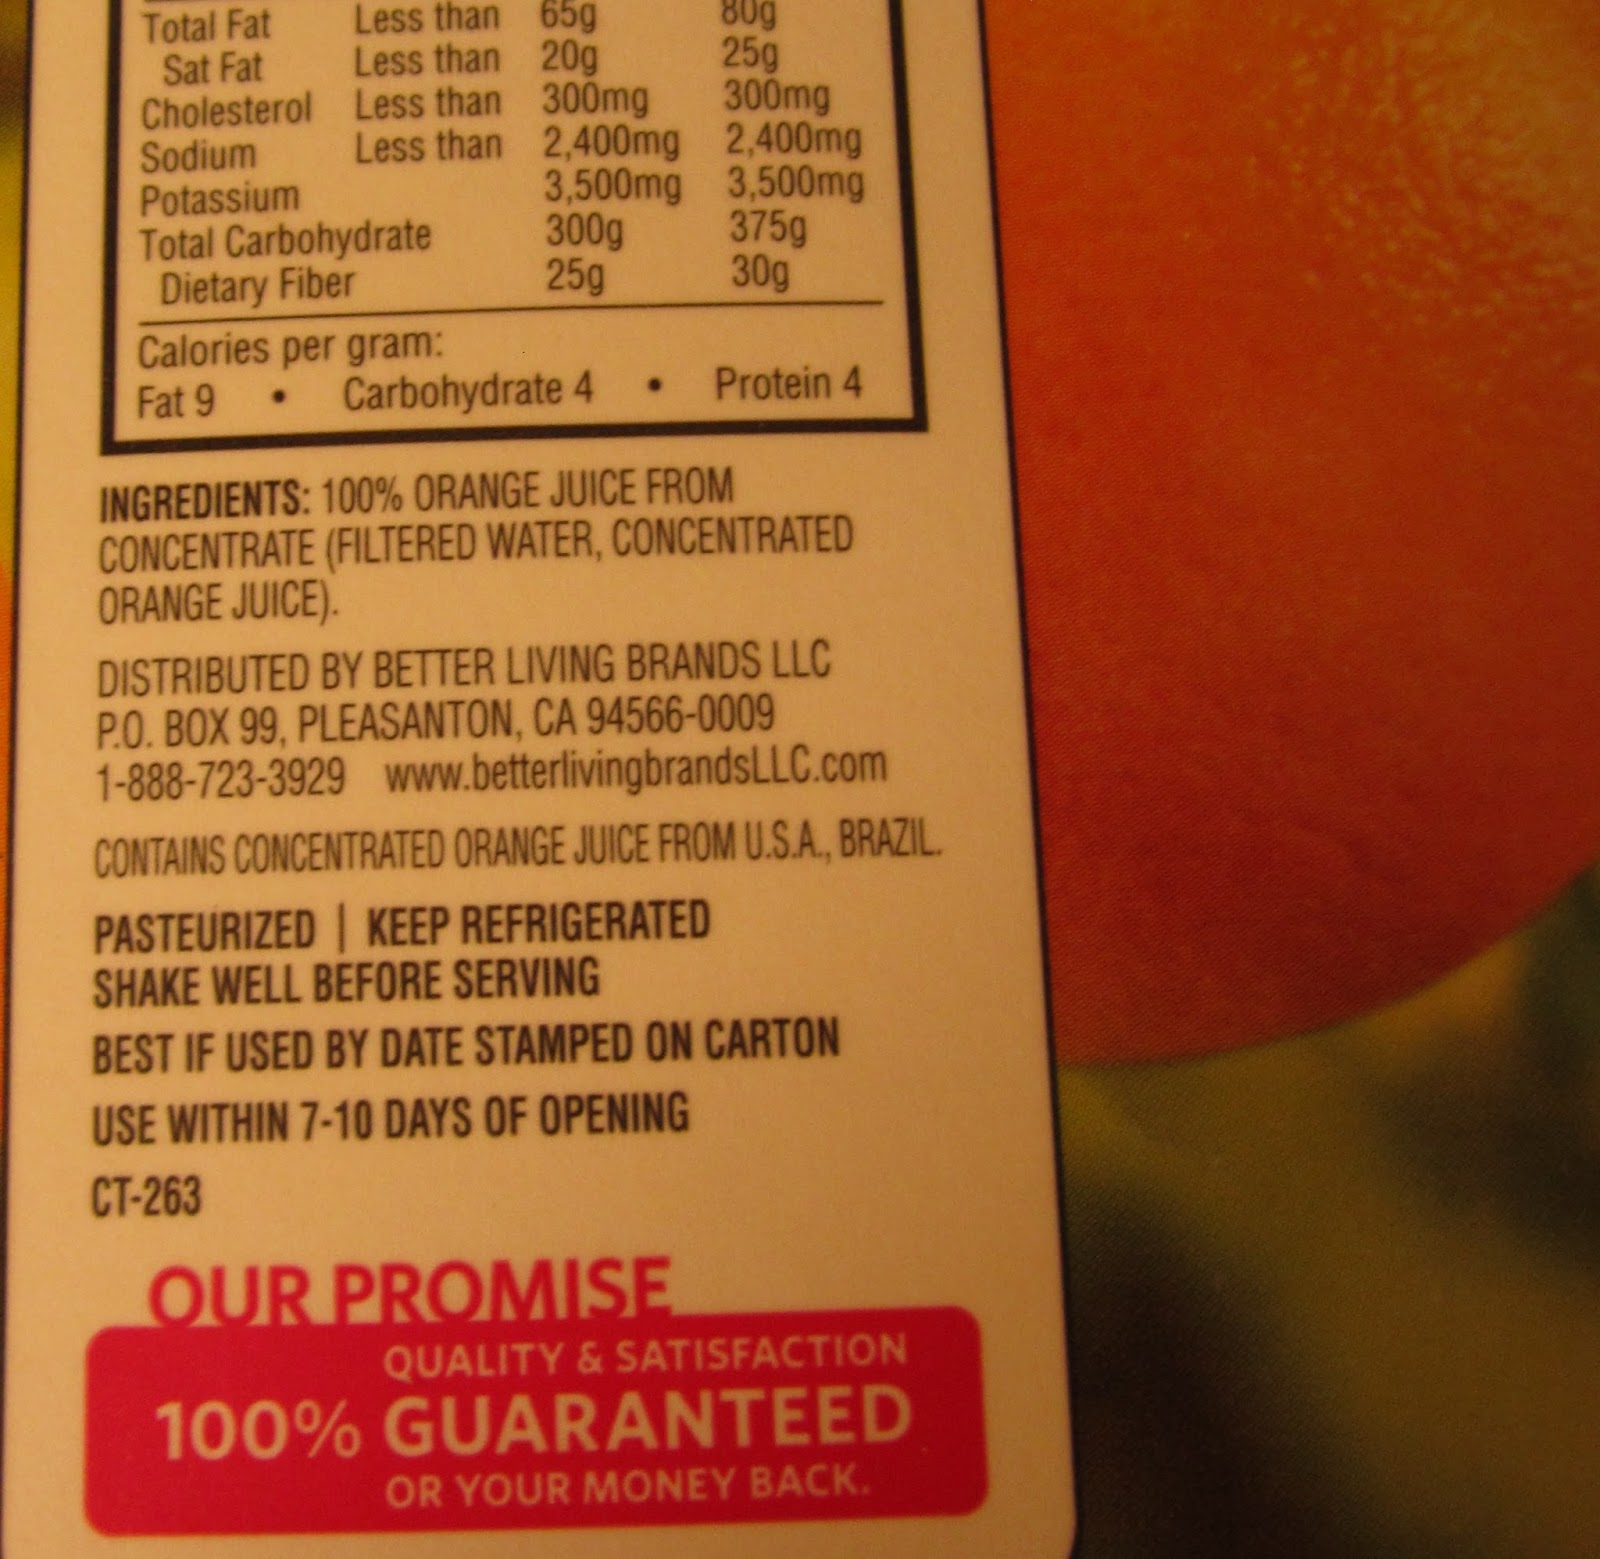 Total Fat Less than 65g 80g
Sat Fat Less than 20g 25g
Cholesterol Less than 300mg 300mg
Sodium Less than 2,400mg 2,400mg
Potassium 3,500mg 3,500mg
Total Carbohydrate 300g 375g
Dietary Fiber 25g 30g
Calories per gram:
Fat 9 • Carbohydrate 4 • Protein 4
INGREDIENTS: 100% ORANGE JUICE FROM
CONCENTRATE (FILTERED WATER, CONCENTRATED
ORANGE JUICE).
DISTRIBUTED BY BETTER LIVING BRANDS LLC
P.O. BOX 99, PLEASANTON, CA 94566-0009
1-888-723-3929 www.betterlivingbrandsLLC.com
CONTAINS CONCENTRATED ORANGE JUICE FROM U.S.A., BRAZIL.
PASTEURIZED | KEEP REFRIGERATED
SHAKE WELL BEFORE SERVING
BEST IF USED BY DATE STAMPED ON CARTON
USE WITHIN 7-10 DAYS OF OPENING
CT-263
OUR PROMISE
QUALITY & SATISFACTION
100% GUARANTEED
OR YOUR MONEY BACK.